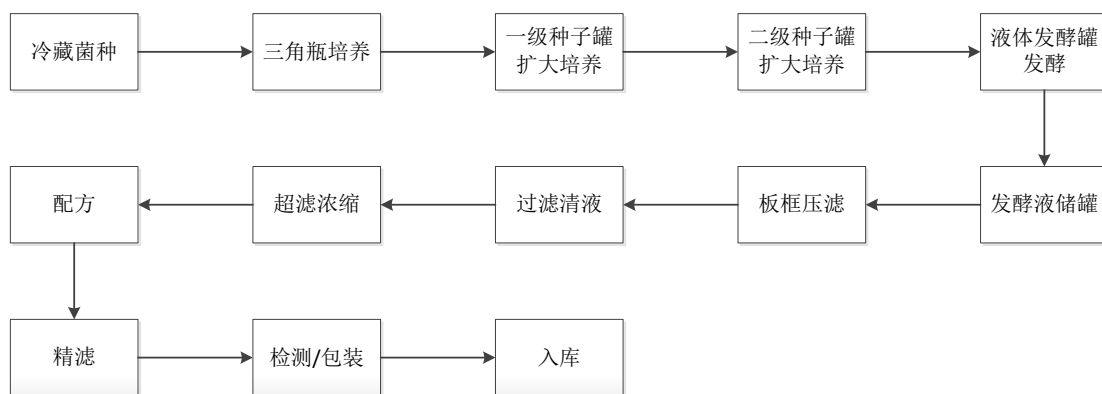 冷藏菌种
三角瓶培养
一级种子罐
扩大培养
二级种子罐
扩大培养
液体发酵罐
发酵
配方
超滤浓缩
过滤清液
板框压滤
发酵液储罐
精滤
检测/包装
入库